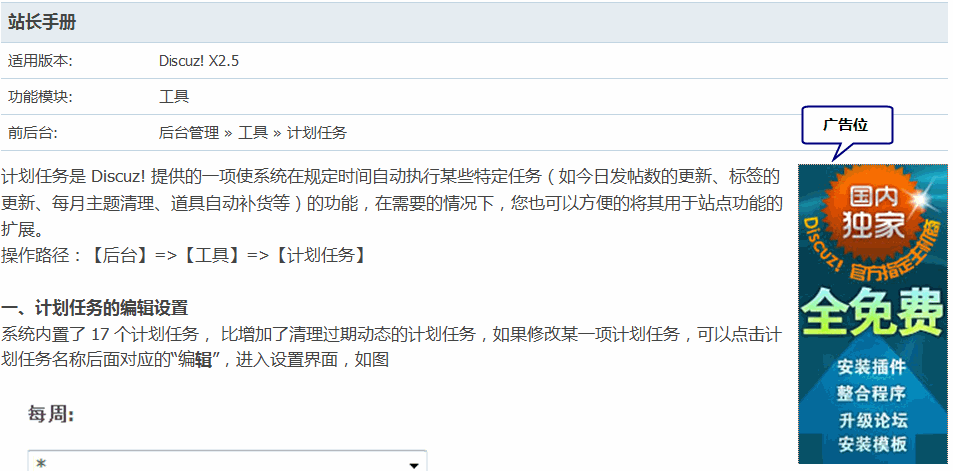 站长手册
适用版本: Discuz! X2.5
功能模块: 工具
前后台: 后台管理 » 工具 » 计划任务
广告位
计划任务是 Discuz! 提供的一项使系统在规定时间自动执行某些特定任务（如今日发帖数的更新、标签的
更新、每月主题清理、道具自动补货等）的功能，在需要的情况下，您也可以方便的将其用于站点功能的
扩展。
操作路径：【后台】=>【工具】=>【计划任务】
一、计划任务的编辑设置
系统内置了 17 个计划任务， 比增加了清理过期动态的计划任务，如果修改某一项计划任务，可以点击计
划任务名称后面对应的“编辑”，进入设置界面，如图
每周:
*
国内
独家
Discuz! 官方指定主机商
全免费
安装插件
整合程序
升级论坛
安装模板